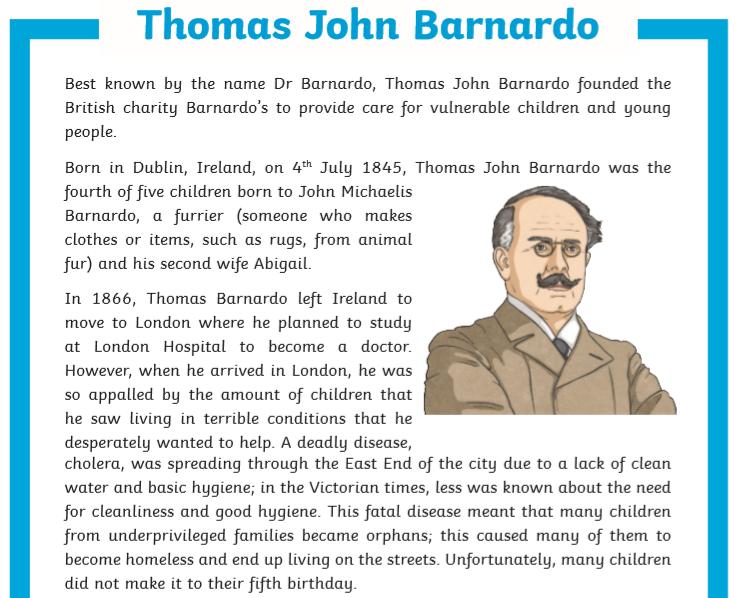 Thomas John Barnardo
Best known by the name Dr Barnardo, Thomas John Barnardo founded the
British charity Barnardo's to provide care for vulnerable children and young
people.
Born in Dublin, Ireland, on 4th July 1845, Thomas John Barnardo was the
fourth of five children born to John Michaelis
Barnardo, a furrier (someone who makes
clothes or items, such as rugs, from animal
fur) and his second wife Abigail.
In 1866, Thomas Barnardo left Ireland to
move to London where he planned to study
at London Hospital to become a doctor.
However, when he arrived in London, he was
so appalled by the amount of children that
he saw living in terrible conditions that he
desperately wanted to help. A deadly disease,
cholera, was spreading through the East End of the city due to a lack of clean
water and basic hygiene; in the Victorian times, less was known about the need
for cleanliness and good hygiene. This fatal disease meant that many children
from underprivileged families became orphans; this caused many of them to
become homeless and end up living on the streets. Unfortunately, many children
did not make it to their fifth birthday.